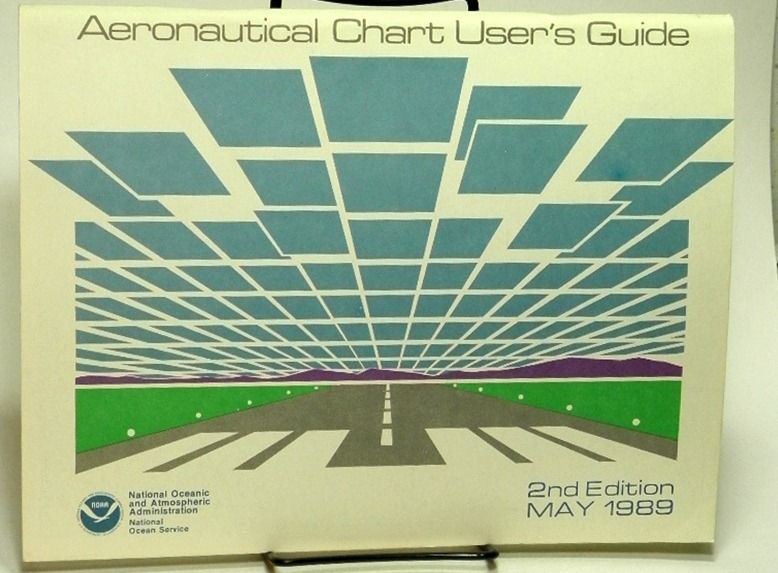 Aeronautical Chart User's Guide
NOAA
National Oceanic
and Atmospheric
Administration
National
Ocean Service
2nd Edition
MAY 1989